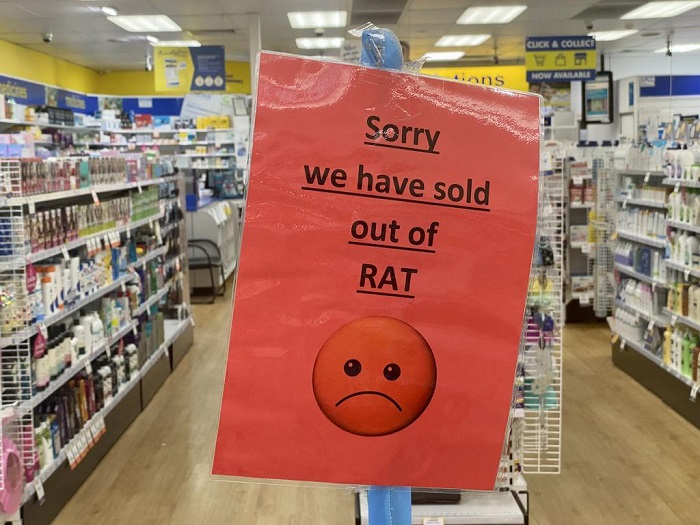 CLICK & COLLECT
NOW AVAILABLE
Sorry
we have sold
out of
RAT